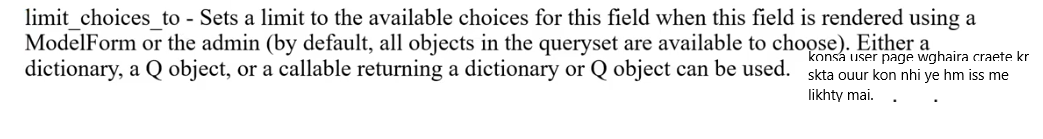 limit_choices_to - Sets a limit to the available choices for this field when this field is rendered using a
ModelForm or the admin (by default, all objects in the queryset are available to choose). Either a
dictionary, a Q object, or a callable returning a dictionary or Q object can be used.
konsa user page wghaira craete kr
skta ouur kon nhi ye hm iss me
likhty mai. . .